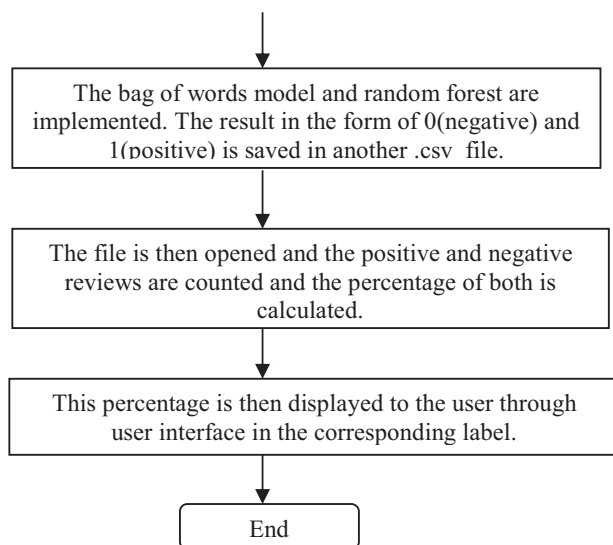 The bag of words model and random forest are
implemented. The result in the form of 0(negative) and
1(positive) is saved in another .csv file.
The file is then opened and the positive and negative
reviews are counted and the percentage of both is
calculated.
This percentage is then displayed to the user through
user interface in the corresponding label.
End